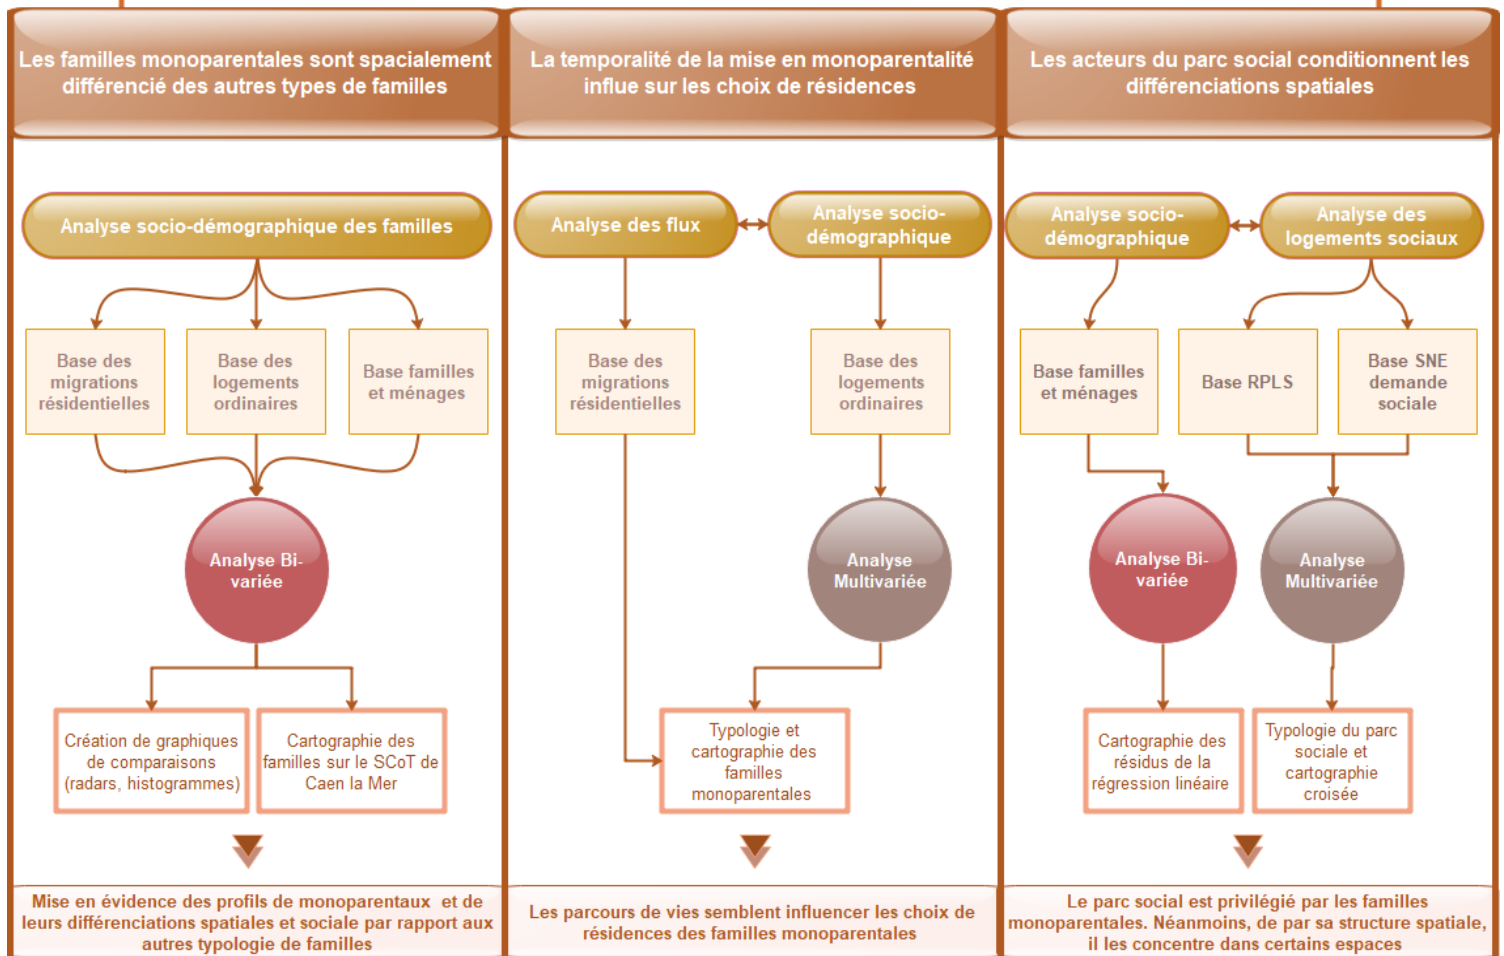 Les familles monoparentales sont spacialement
différencié des autres types de familles
Analyse socio-démographique des familles
Base des
migrations
résidentielles
Base des
logements
ordinaires
Base familles
et ménages
Analyse Bi-
variée
Création de graphiques
de comparaisons
(radars, histogrammes)
Cartographie des
familles sur le SCoT de
Caen la Mer
Mise en évidence des profils de monoparentaux et de
leurs différenciations spatiales et sociale par rapport aux
autres typologie de familles
La temporalité de la mise en monoparentalité
influe sur les choix de résidences
Analyse des flux
Analyse socio-
démographique
Base des
migrations
résidentielles
Base des
logements
ordinaires
Analyse
Multivariée
Typologie et
cartographie des
familles
monoparentales
Les parcours de vies semblent influencer les choix de
résidences des familles monoparentales
Les acteurs du parc social conditionnent les
différenciations spatiales
Analyse socio-
démographique
Analyse des
logements sociaux
Base familles
et ménages
Base RPLS
Base SNE
demande
sociale
Analyse Bi-
variée
Analyse
Multivariée
Cartographie des
résidus de la
régression linéaire
Typologie du parc
sociale et
cartographie
croisée
Le parc social est privilégié par les familles
monoparentales. Néanmoins, de par sa structure spatiale,
il les concentre dans certains espaces